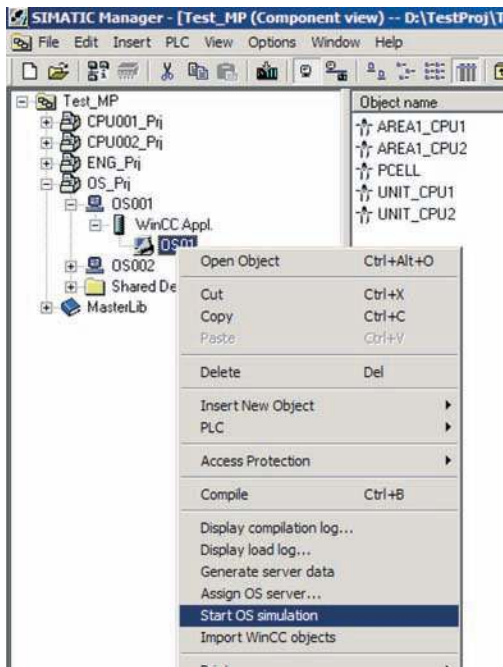 SIMATIC Manager - [Test_MP (Component view) -- D:\TestProj\T
File Edit Insert PLC View Options Window Help
Test_MP
CPU001_Prj
CPU002_Prj
ENG_Prj
OS_Prj
OS001
WinCC Appl.
OS01
OS002
Shared De
MasterLib
Object name
AREA1_CPU1
AREA1_CPU2
PCELL
UNIT_CPU1
UNIT_CPU2
Open Object Ctrl+Alt+O
Cut Ctrl+X
Copy Ctrl+C
Paste Ctrl+V
Delete Del
Insert New Object
PLC
Access Protection
Compile Ctrl+B
Display compilation log...
Display load log...
Generate server data
Assign OS server...
Start OS simulation
Import WinCC objects